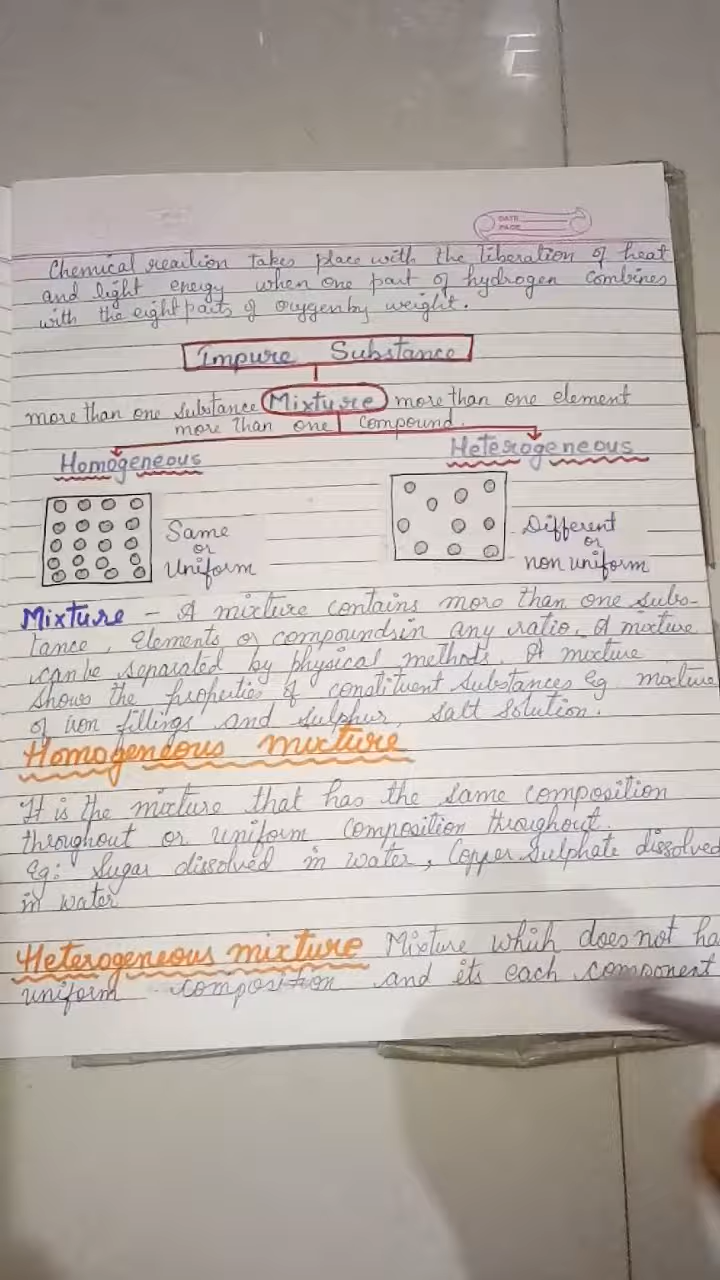 DATE
PAGE
Chemical reaction takes place with the liberation of heat
and light energy when one part of hydrogen combines
with the eight parts of oxygen by weight.
Impure Substance
more than one substance Mixture more than one element
more than one compound.
Homogeneous
Heterogeneous
Same
or
Uniform
Different
or
non uniform
Mixture - A mixture contains more than one subs-
tance, elements or compounds in any ratio. A mixture
can be separated by physical methods. A mixture
shows the properties of constituent substances eg mixture
of iron fillings and sulphur, salt solution.
Homogeneous mixture
It is the mixture that has the same composition
throughout or uniform composition throughout.
Eg: Sugar dissolved in water, Copper Sulphate dissolved
in water
Heterogeneous mixture Mixture which does not ha
uniform composition and its each component